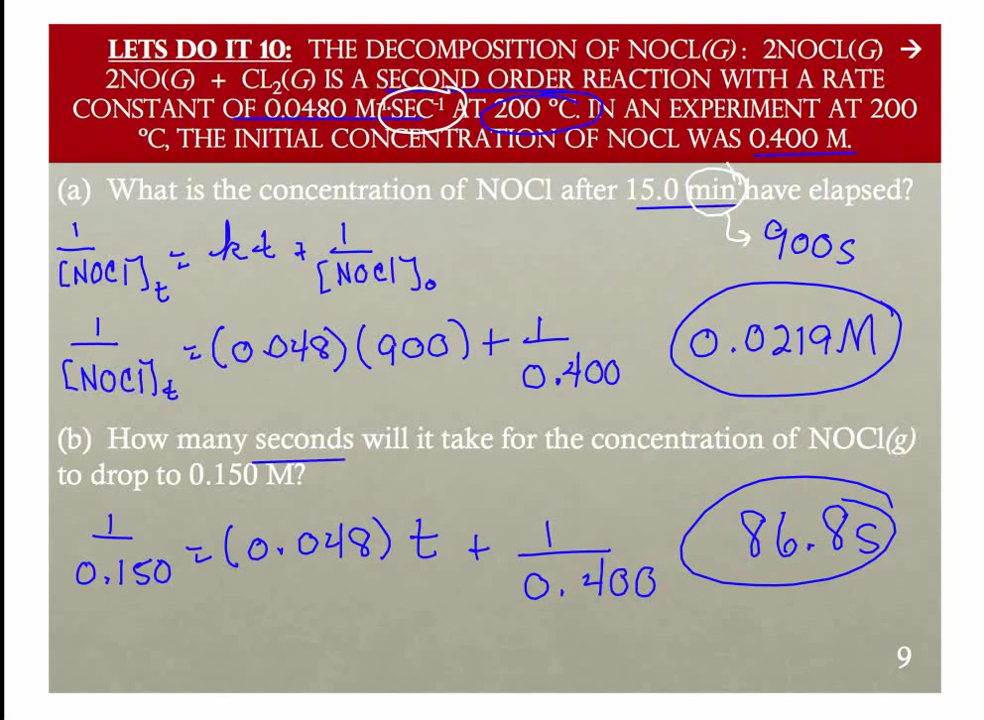 LETS DO IT 10: THE DECOMPOSITION OF NOCL(G): 2NOCL(G) →
2NO(G) + CL₂(G) IS A SECOND ORDER REACTION WITH A RATE
CONSTANT OF 0.0480 M⁻¹SEC⁻¹ AT 200 °C. IN AN EXPERIMENT AT 200
°C, THE INITIAL CONCENTRATION OF NOCL WAS 0.400 M.
(a) What is the concentration of NOCl after 15.0 min have elapsed?
900s
1/[NOCl]ₜ = kt + 1/[NOCl]₀
1/[NOCl]ₜ = (0.048)(900) + 1/0.400
0.0219M
(b) How many seconds will it take for the concentration of NOCl(g)
to drop to 0.150 M?
1/0.150 = (0.048) t + 1/0.400
86.8s
9